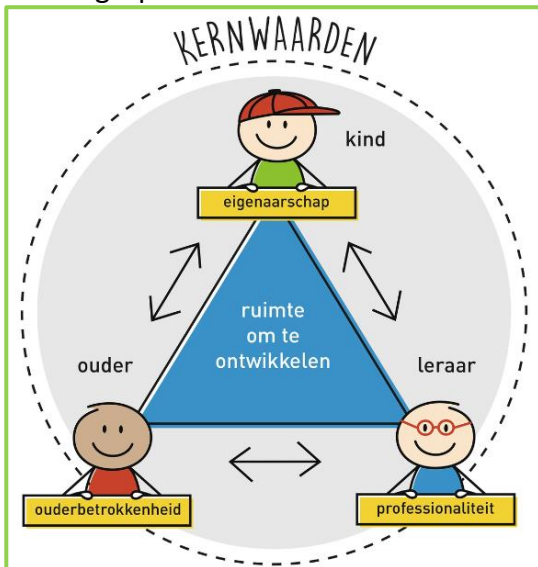 KERNWAARDEN
kind
eigenaarschap
ruimte
om te
ontwikkelen
ouder
leraar
ouderbetrokkenheid
professionaliteit